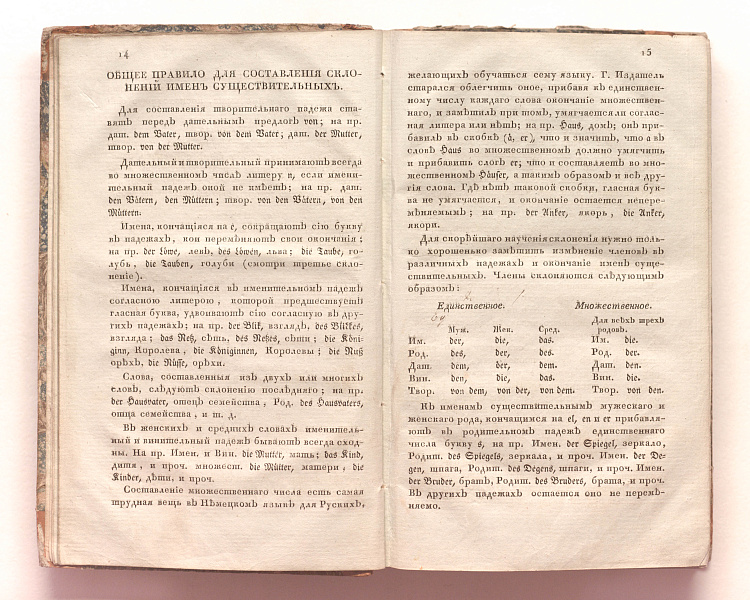 14
ОБЩЕЕ ПРАВИЛО ДЛЯ СОСТАВЛЕНІЯ СКЛО-
НЕНІЙ ИМЕНЪ СУЩЕСТВИТЕЛЬНЫХЪ.
Для составленія творительнаго падежа ста-
вятъ передъ дательнымъ предлогъ von; на пр.
дат. dem Vater, твор. von dem Vater; дат. der Mutter,
твор. von der Mutter.
Дательный и творительный принимаютъ всегда
во множественномъ числѣ литеру n, если имени-
тельный падежъ оной не имѣетъ; на пр. дат.
den Vätern, den Müttern; твор. von den Vätern, von den
Müttern.
Имена, кончащіяся на e, сокращаютъ сію букву
въ падежахъ, кои перемѣняютъ свои окончанія;
на пр. der Löwe, левъ, des Löwen, льва; die Taube, го-
лубь, die Tauben, голуби (смотри третье скло-
неніе).
Имена, кончащіяся въ именительномъ падежѣ
согласною литерою, которой предшествуетъ
гласная буква, удвоиваютъ сію согласную въ дру-
гихъ падежахъ; на пр. der Blik, взглядъ, des Blickes,
взгляда; das Netz, сѣть, des Netzes, сѣти; die Köni-
ginn, Королева, die Königinnen, Королевы; die Nuß
орѣхъ, die Nüsse, орѣхи.
Слова, составленныя изъ двухъ или многихъ
словъ, слѣдуютъ склоненію послѣдняго; на пр.
der Hausvater, отецъ семейства, Род. des Hausvaters,
отца семейства, и т. д.
Въ женскихъ и среднихъ словахъ именитель-
ный и винительный падежъ бываютъ всегда сход-
ны. На пр. Имен. и Вин. die Mutter, мать; das Kind,
дитя, и проч. множест. die Mütter, матери, die
Kinder, дѣти, и проч.
Составленіе множественнаго числа есть самая
трудная вещь въ Нѣмецкомъ языкѣ для Рускихъ,
15
желающихъ обучаться сему языку. Г. Издатель
старался облегчить оное, прибавя къ единствен-
ному числу каждаго слова окончаніе множествен-
наго, и замѣтилъ при томъ, умягчается ли соглас-
ная литера или нѣтъ; на пр. Haus, домъ; онъ при-
бавилъ въ скобкѣ (ä, er), что и значитъ, что a въ
словѣ Haus во множественномъ должно умягчить
и прибавить слогъ er; что и составляетъ во мно-
жественномъ Häuser, а такимъ образомъ и всѣ дру-
гія слова. Гдѣ нѣтъ таковой скобки, гласная бук-
ва не умягчается, и окончаніе остается непере-
мѣняемымъ; на пр. der Anker, якорь, die Anker,
якори.
Для скорѣйшаго наученія склоненія нужно толь-
ко хорошенько замѣтить измѣненіе членовъ въ
различныхъ падежахъ и окончаніе именъ суще-
ствительныхъ. Члены склоняются слѣдующимъ
образомъ:
Единственное. Множественное.
Муж. Жен. Сред. Для всѣхъ трехъ родовъ.
Им. der, die, das. Им. die.
Род. des, der, des. Род. der.
Дат. dem, der, dem. Дат. den.
Вин. den, die, das. Вин. die.
Твор. von dem, von der, von dem. Твор. von den.
Къ именамъ существительнымъ мужескаго и
женскаго рода, кончащимся на el, en и er прибавля-
ютъ въ родительномъ падежѣ единственнаго
числа букву s, на пр. Имен. der Spiegel, зеркало,
Родит. des Spiegels, зеркала, и проч. Имен. der De-
gen, шпага, Родит. des Degens, шпаги, и проч. Имен.
der Bruder, братъ, Родит. des Bruders, брата, и проч.
Въ другихъ падежахъ остается оно не перемѣ-
няемо.